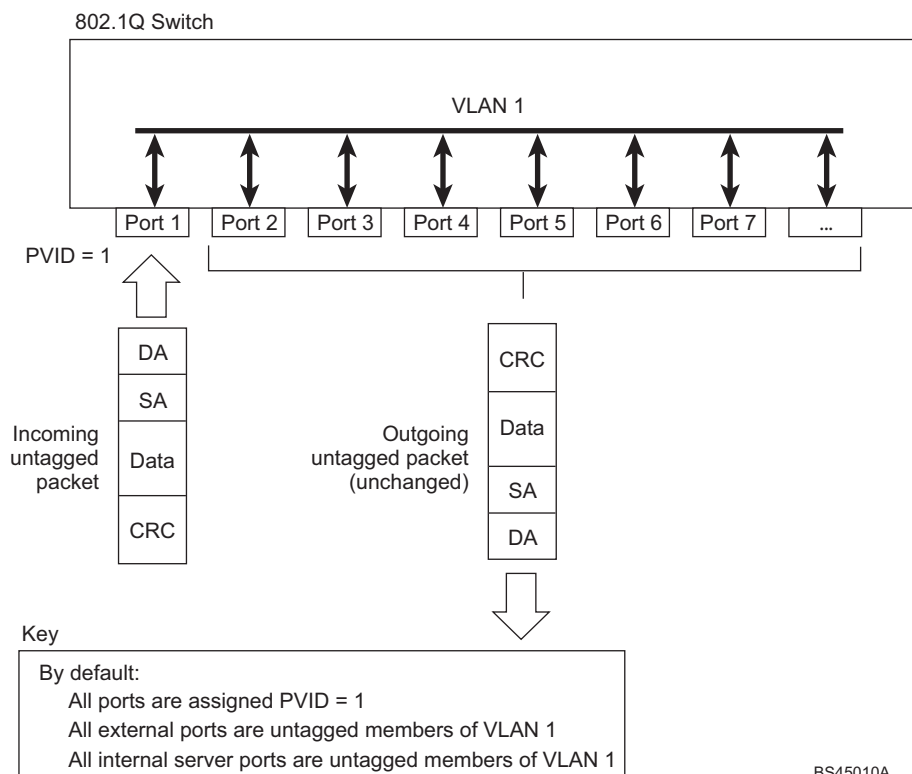 802.1Q Switch
VLAN 1
Port 1
Port 2
Port 3
Port 4
Port 5
Port 6
Port 7
...
PVID = 1
DA
SA
Data
CRC
Incoming
untagged
packet
CRC
Data
SA
DA
Outgoing
untagged packet
(unchanged)
Key
By default:
All ports are assigned PVID = 1
All external ports are untagged members of VLAN 1
All internal server ports are untagged members of VLAN 1
BS45010A